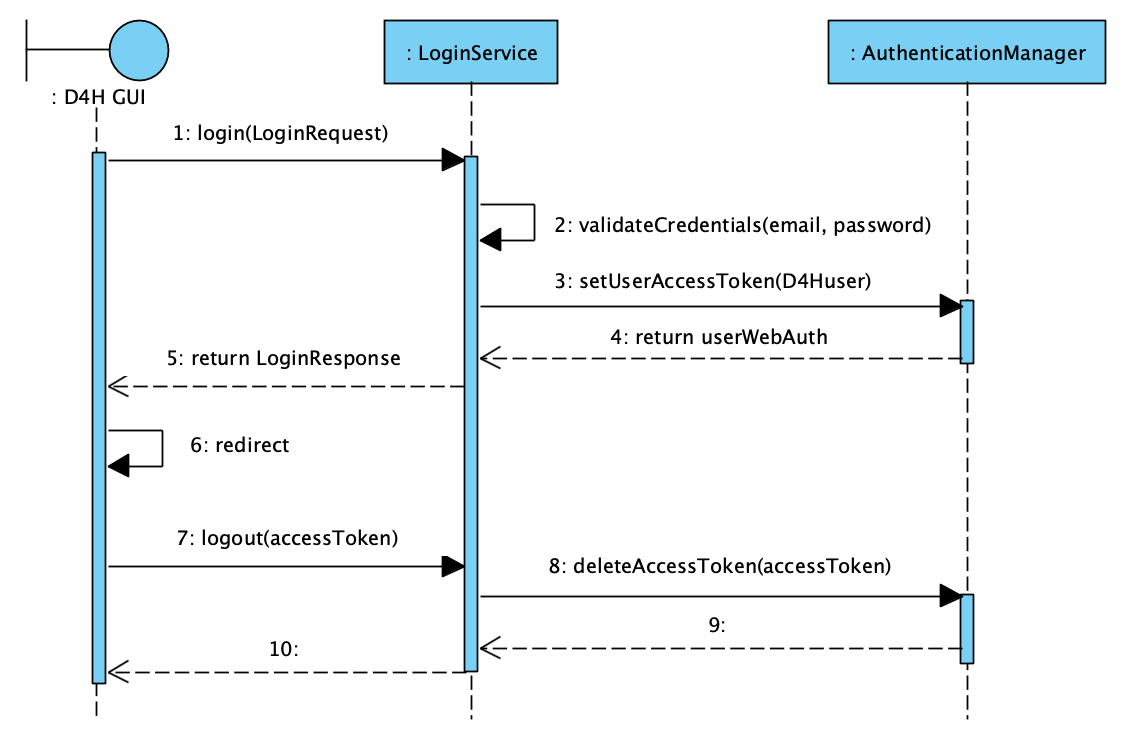 : D4H GUI
: LoginService
: AuthenticationManager
1: login(LoginRequest)
2: validateCredentials(email, password)
3: setUserAccessToken(D4Huser)
4: return userWebAuth
5: return LoginResponse
6: redirect
7: logout(accessToken)
8: deleteAccessToken(accessToken)
9:
10: